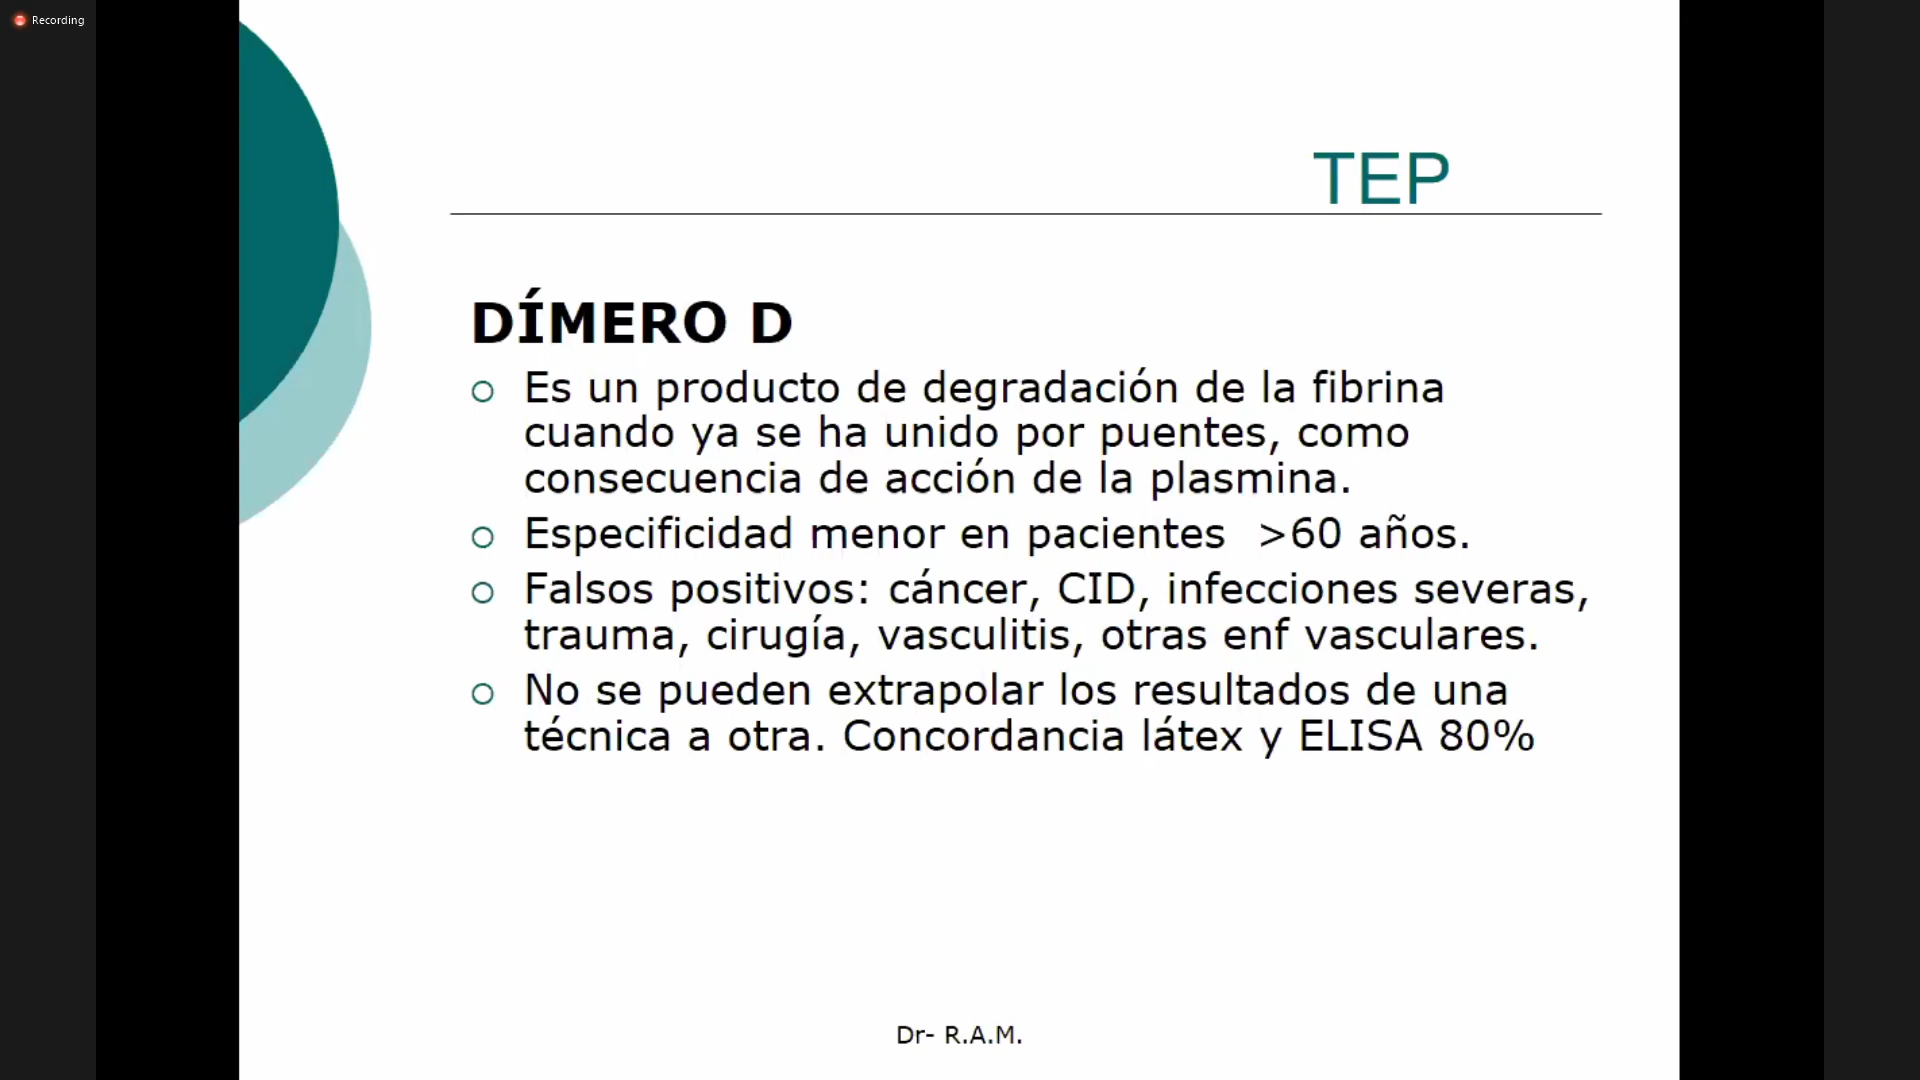 Recording
TEP
DÍMERO D
Es un producto de degradación de la fibrina
cuando ya se ha unido por puentes, como
consecuencia de acción de la plasmina.
Especificidad menor en pacientes  >60 años.
Falsos positivos: cáncer, CID, infecciones severas,
trauma, cirugía, vasculitis, otras enf vasculares.
No se pueden extrapolar los resultados de una
técnica a otra. Concordancia látex y ELISA 80%
Dr- R.A.M.